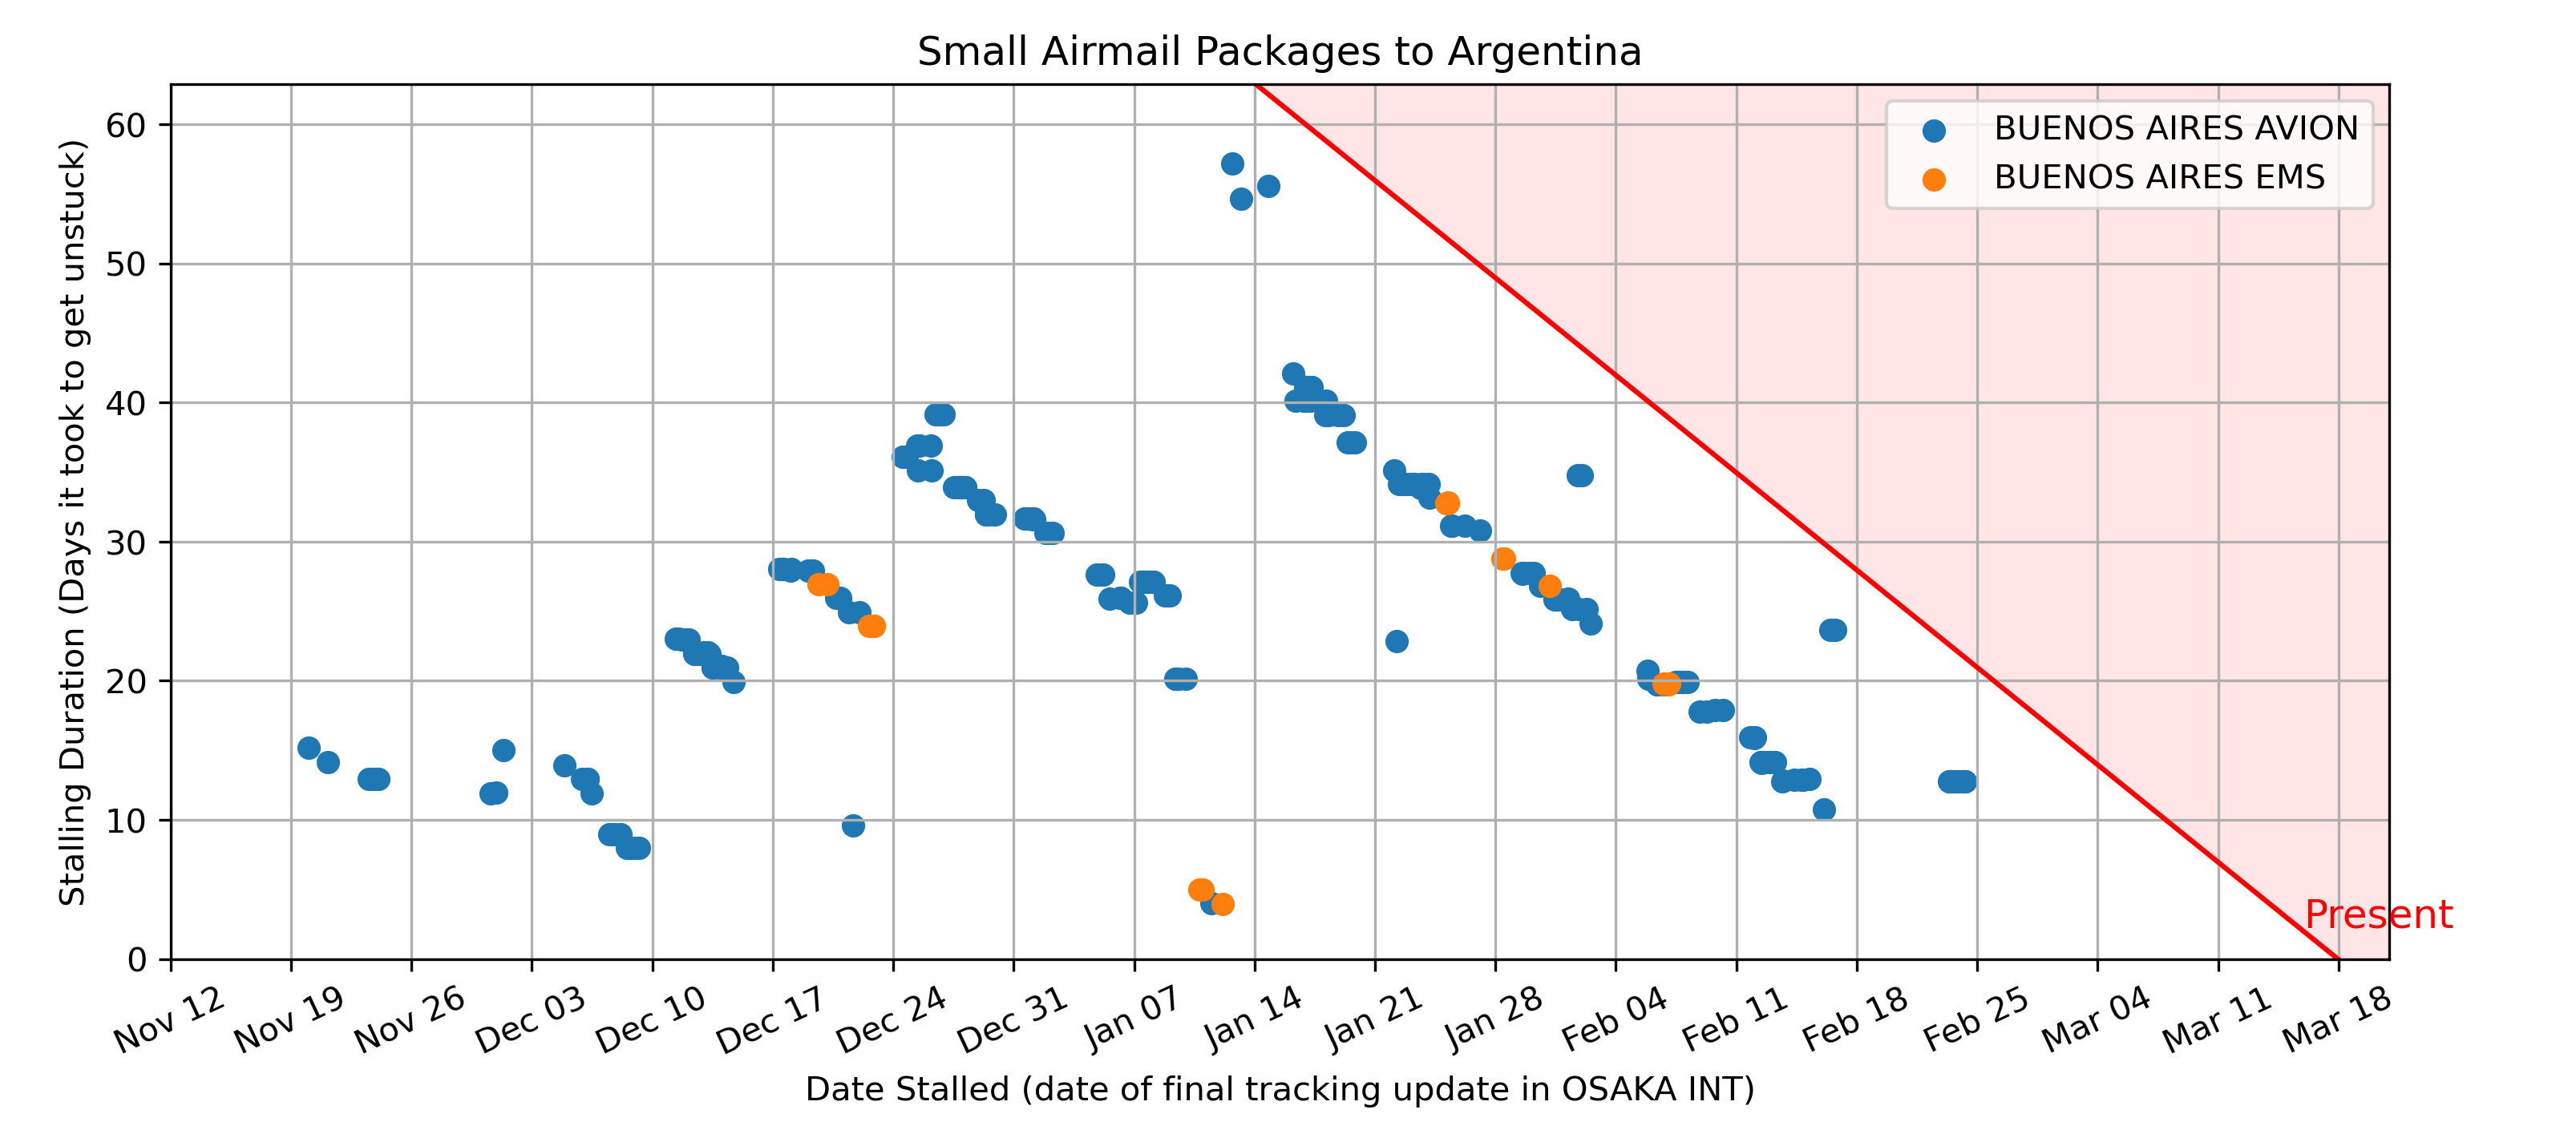 Small Airmail Packages to Argentina
Stalling Duration (Days it took to get unstuck)
60
50
40
30
20
10
0
BUENOS AIRES AVION
BUENOS AIRES EMS
Present
Nov 12
Nov 19
Nov 26
Dec 03
Dec 10
Dec 17
Dec 24
Dec 31
Jan 07
Jan 14
Jan 21
Jan 28
Feb 04
Feb 11
Feb 18
Feb 25
Mar 04
Mar 11
Mar 18
Date Stalled (date of final tracking update in OSAKA INT)